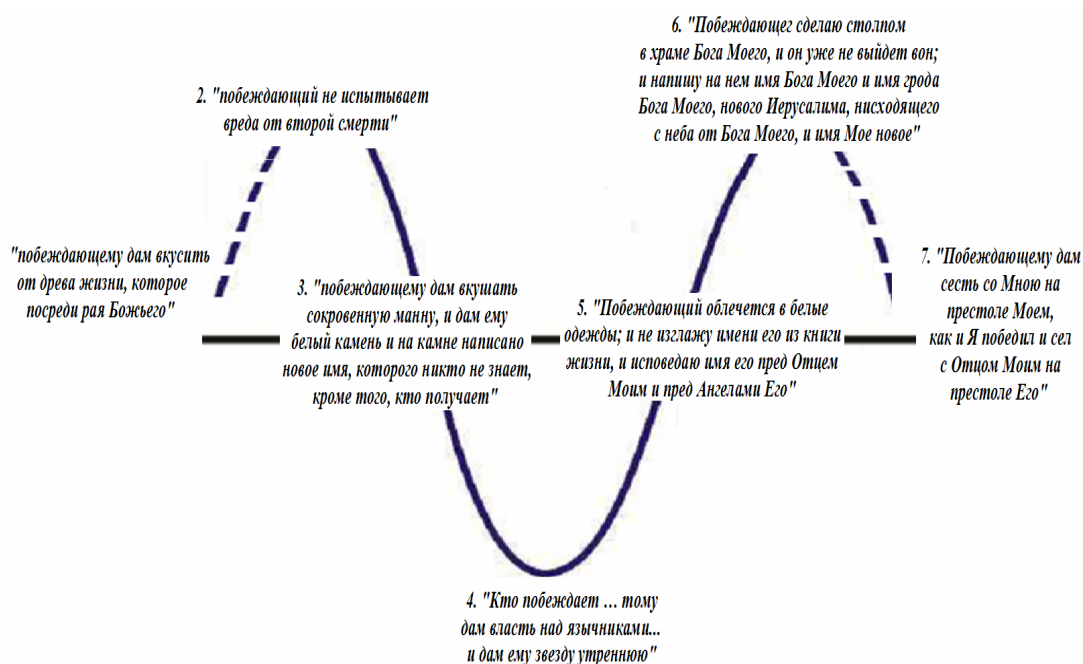 "побеждающему дам вкусить
от древа жизни, которое
посреди рая Божьего"
2. "побеждающий не испытывает
вреда от второй смерти"
3. "побеждающему дам вкушать
сокровенную манну, и дам ему
белый камень и на камне написано
новое имя, которого никто не знает,
кроме того, кто получает"
4. "Кто побеждает ... тому
дам власть над язычниками...
и дам ему звезду утреннюю"
5. "Побеждающий облечется в белые
одежды; и не изглажу имени его из книги
жизни, и исповедаю имя его пред Отцем
Моим и пред Ангелами Его"
6. "Побеждающег сделаю столпом
в храме Бога Моего, и он уже не выйдет вон;
и напишу на нем имя Бога Моего и имя грода
Бога Моего, нового Иерусалима, нисходящего
с неба от Бога Моего, и имя Мое новое"
7. "Побеждающему дам
сесть со Мною на
престоле Моем,
как и Я победил и сел
с Отцом Моим на
престоле Его"